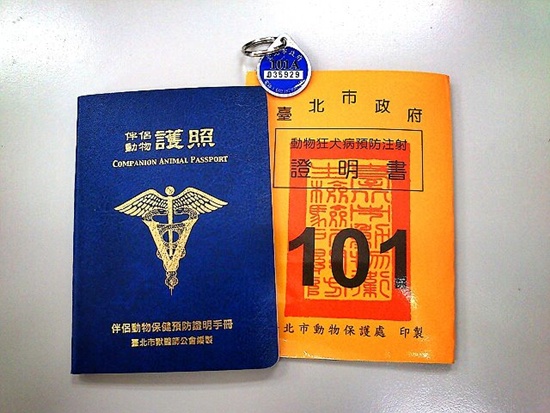 101A
035929
伴侶
動物 護照
COMPANION ANIMAL PASSPORT
伴侶動物保健預防證明手冊
臺北市獸醫師公會編製
臺北市政府
動物狂犬病預防注射
證明書
101
北市動物保護處 印製